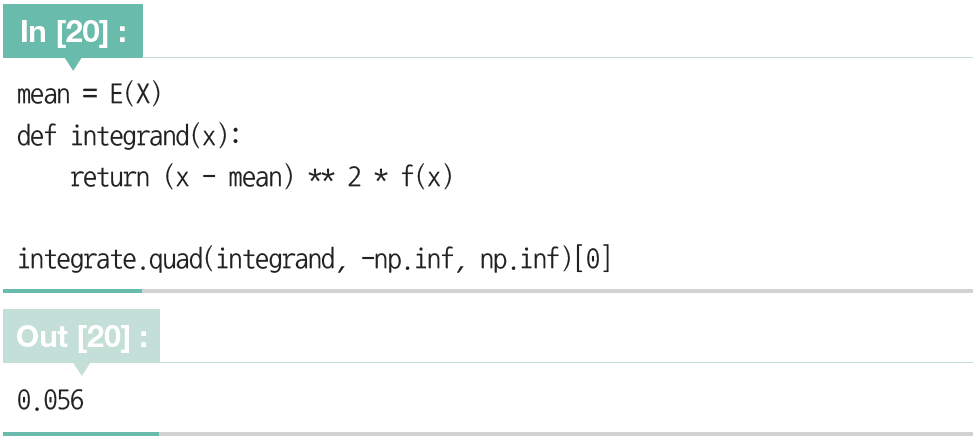 In [20] :
mean = E(X)
def integrand(x):
    return (x - mean) ** 2 * f(x)
integrate.quad(integrand, -np.inf, np.inf)[0]
Out [20] :
0.056